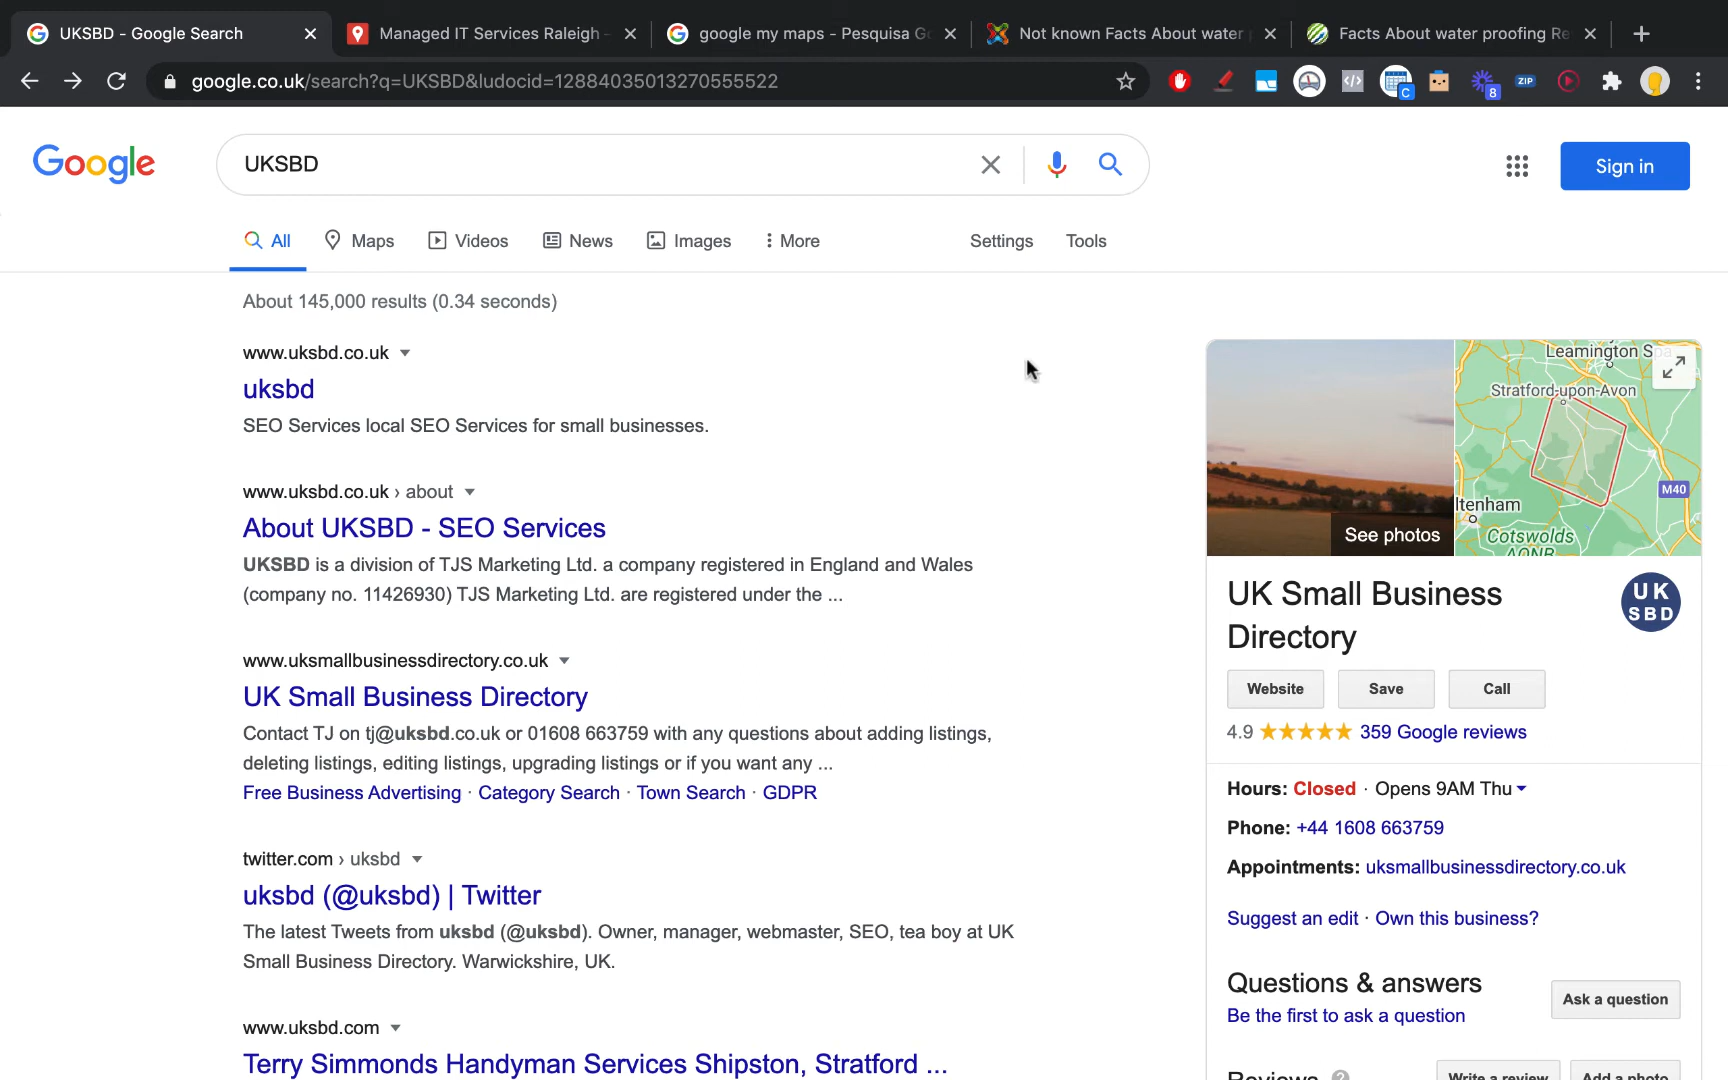 UKSBD - Google Search
Managed IT Services Raleigh -
google my maps - Pesquisa Go
Not known Facts About water
Facts About water proofing Re
google.co.uk/search?q=UKSBD&ludocid=12884035013270555522
C
8
ZIP
Google
UKSBD
Sign in
All
Maps
Videos
News
Images
More
Settings
Tools
About 145,000 results (0.34 seconds)
www.uksbd.co.uk
uksbd
SEO Services local SEO Services for small businesses.
www.uksbd.co.uk › about
About UKSBD - SEO Services
UKSBD is a division of TJS Marketing Ltd. a company registered in England and Wales
(company no. 11426930) TJS Marketing Ltd. are registered under the ...
www.uksmallbusinessdirectory.co.uk
UK Small Business Directory
Contact TJ on tj@uksbd.co.uk or 01608 663759 with any questions about adding listings,
deleting listings, editing listings, upgrading listings or if you want any ...
Free Business Advertising · Category Search · Town Search · GDPR
twitter.com › uksbd
uksbd (@uksbd) | Twitter
The latest Tweets from uksbd (@uksbd). Owner, manager, webmaster, SEO, tea boy at UK
Small Business Directory. Warwickshire, UK.
www.uksbd.com
Terry Simmonds Handyman Services Shipston, Stratford ...
See photos
Leamington Spa
Stratford-upon-Avon
M40
ltenham
Cotswolds
AONB
UK Small Business
Directory
UK
SBD
Website
Save
Call
4.9 ★★★★★ 359 Google reviews
Hours: Closed · Opens 9AM Thu
Phone: +44 1608 663759
Appointments: uksmallbusinessdirectory.co.uk
Suggest an edit · Own this business?
Questions & answers
Be the first to ask a question
Ask a question
Reviews
Write a review
Add a photo